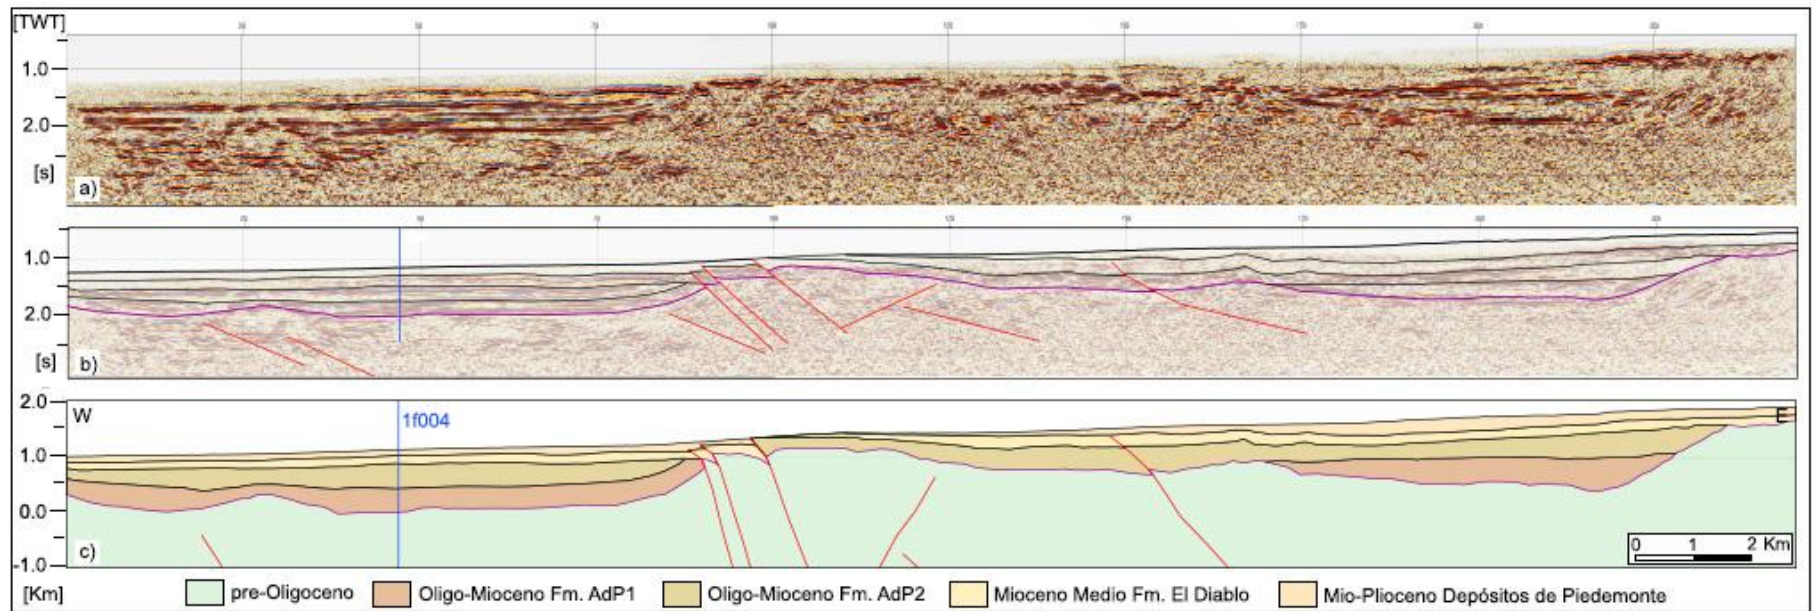 [TWT]
1.0
2.0
[s]
a)
1.0
2.0
[s]
b)
2.0
W
1f004
E
1.0
0.0
c)
-1.0
0 1 2 Km
[Km]
pre-Oligoceno
Oligo-Mioceno Fm. AdP1
Oligo-Mioceno Fm. AdP2
Mioceno Medio Fm. El Diablo
Mio-Plioceno Depósitos de Piedemonte